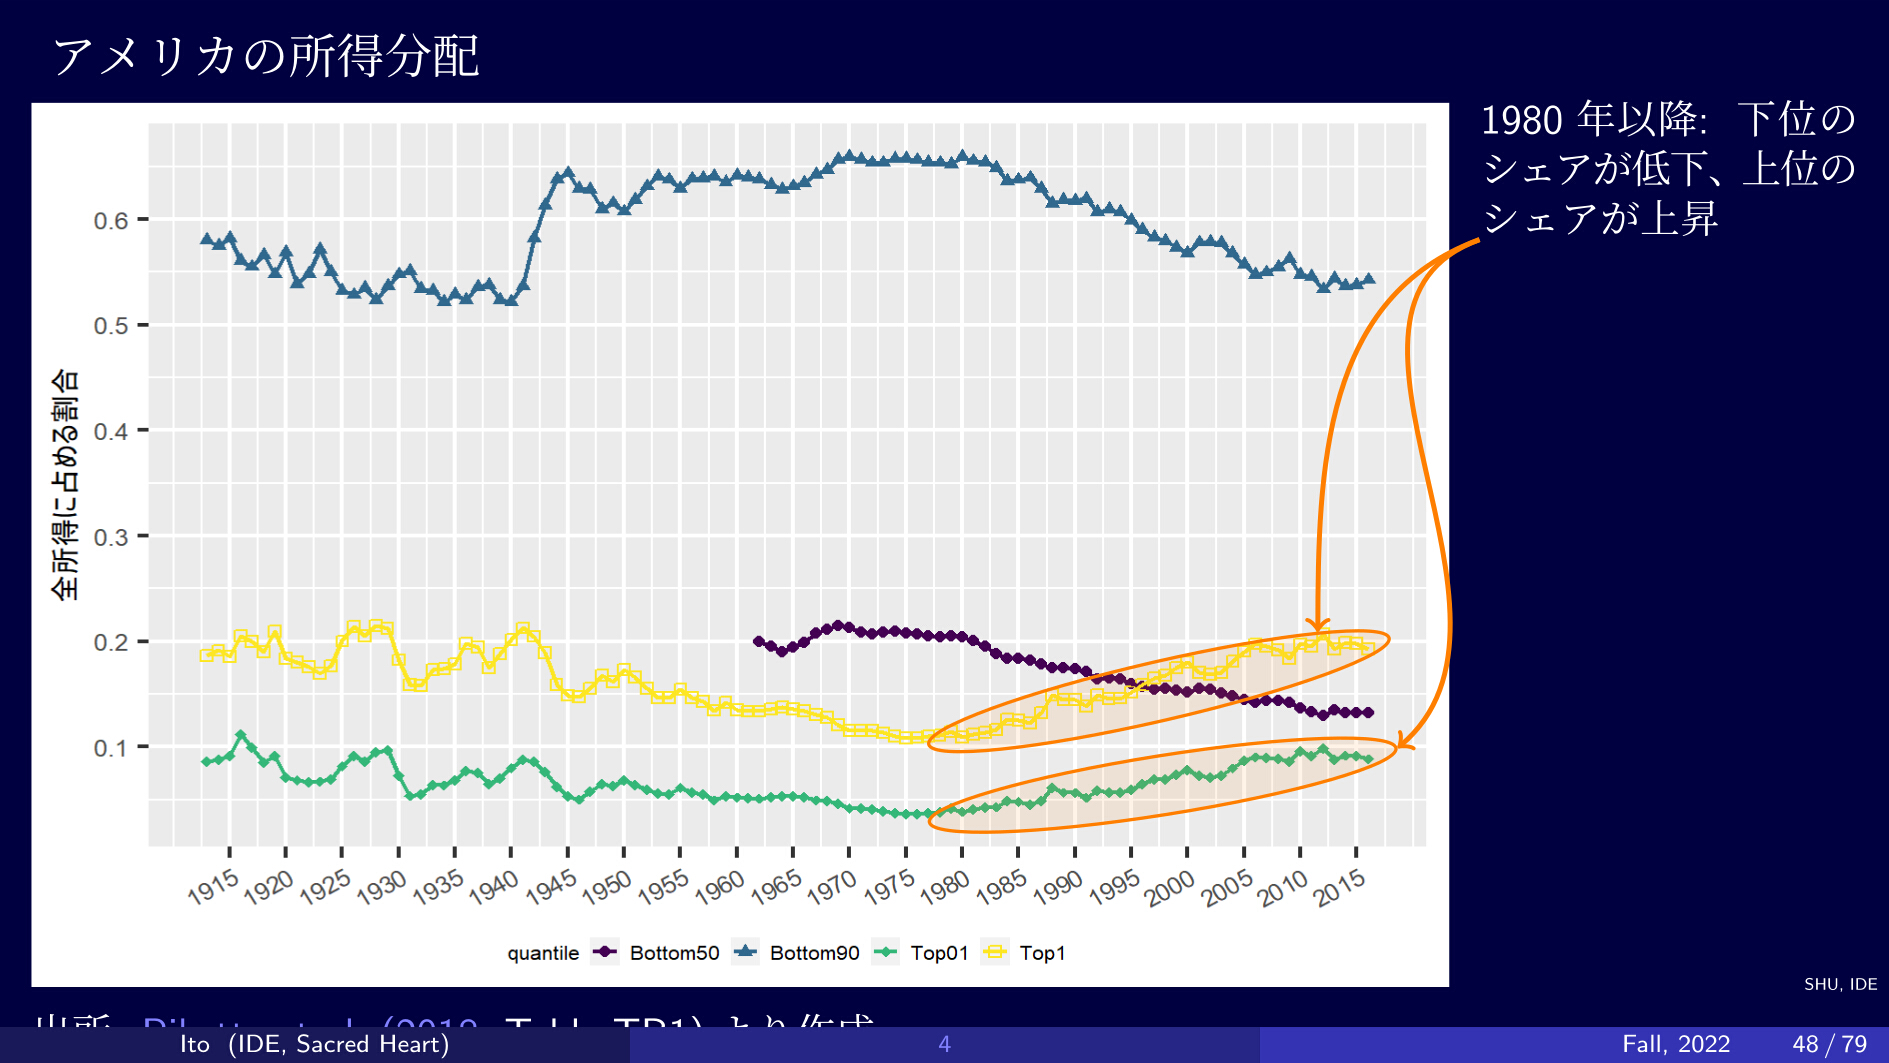 アメリカの所得分配
1980 年以降: 下位の
シェアが低下、上位の
シェアが上昇
全所得に占める割合
0.6
0.5
0.4
0.3
0.2
0.1
1915 1920 1925 1930 1935 1940 1945 1950 1955 1960 1965 1970 1975 1980 1985 1990 1995 2000 2005 2010 2015
quantile Bottom50 Bottom90 Top01 Top1
SHU, IDE
より作成
Ito (IDE, Sacred Heart) 4 Fall, 2022 48 / 79